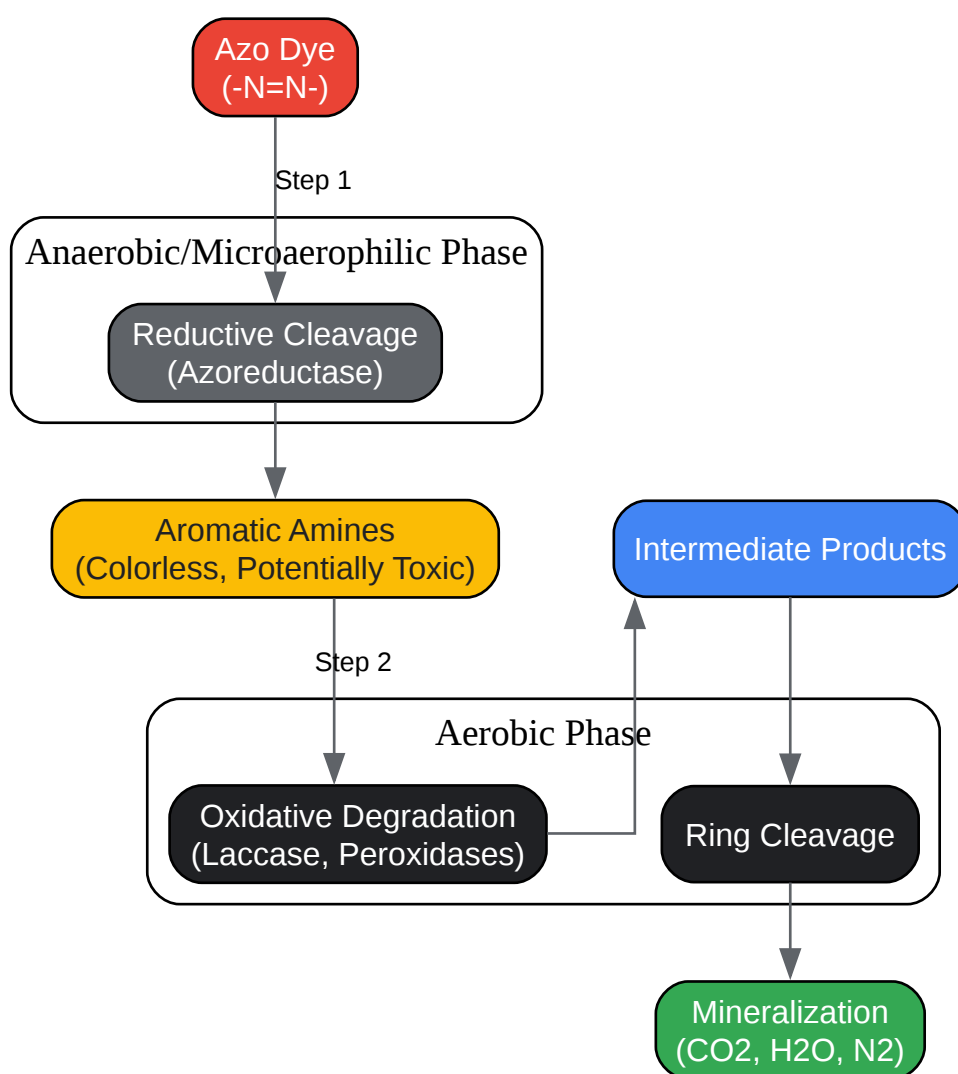 Azo Dye
(-N=N-)
Step 1
Anaerobic/Microaerophilic Phase
Reductive Cleavage
(Azoreductase)
Aromatic Amines
(Colorless, Potentially Toxic)
Intermediate Products
Step 2
Aerobic Phase
Oxidative Degradation
(Laccase, Peroxidases)
Ring Cleavage
Mineralization
(CO2, H2O, N2)